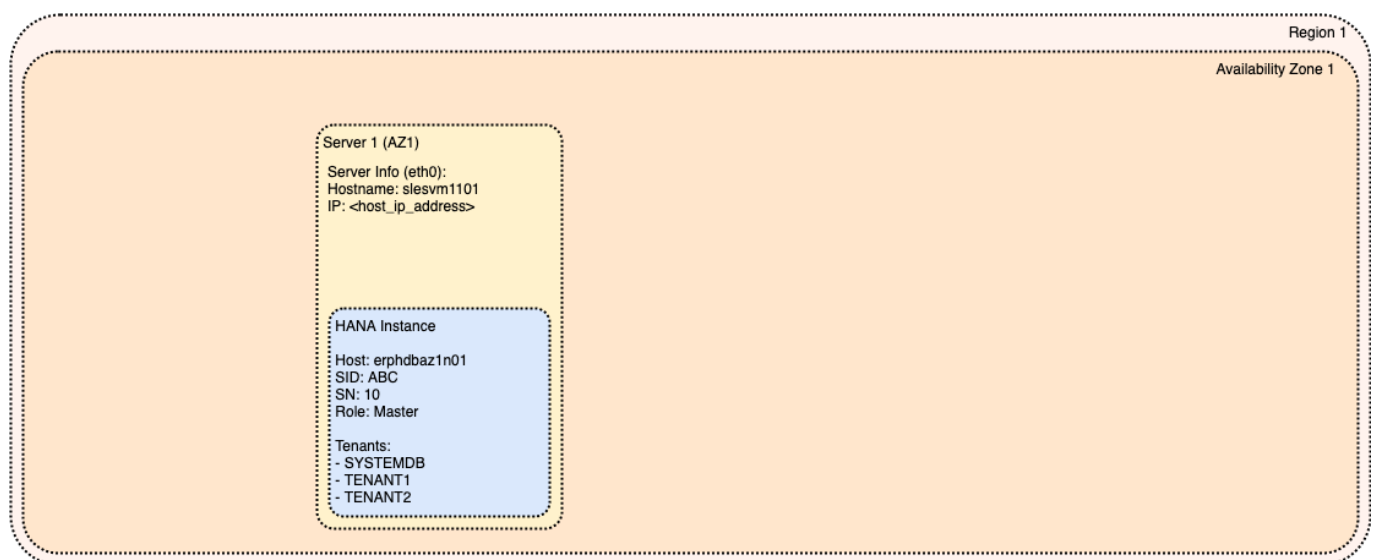 Region 1
Availability Zone 1
Server 1 (AZ1)
Server Info (eth0):
Hostname: slesvm1101
IP: <host_ip_address>
HANA Instance
Host: erphdbaz1n01
SID: ABC
SN: 10
Role: Master
Tenants:
- SYSTEMDB
- TENANT1
- TENANT2